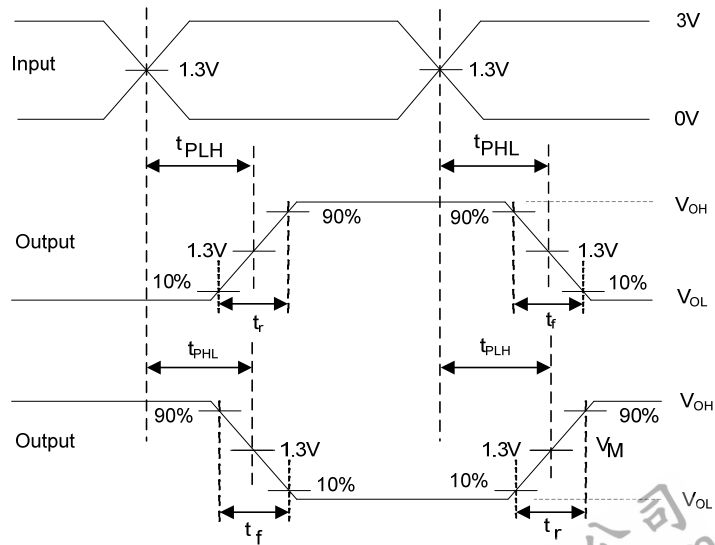 3V
Input
1.3V
1.3V
0V
tPLH
tPHL
VOH
90%
90%
Output
1.3V
1.3V
10%
10%
VOL
tr
tf
tPHL
tPLH
VOH
90%
90%
Output
1.3V
1.3V
VM
10%
10%
VOL
tf
tr
公司